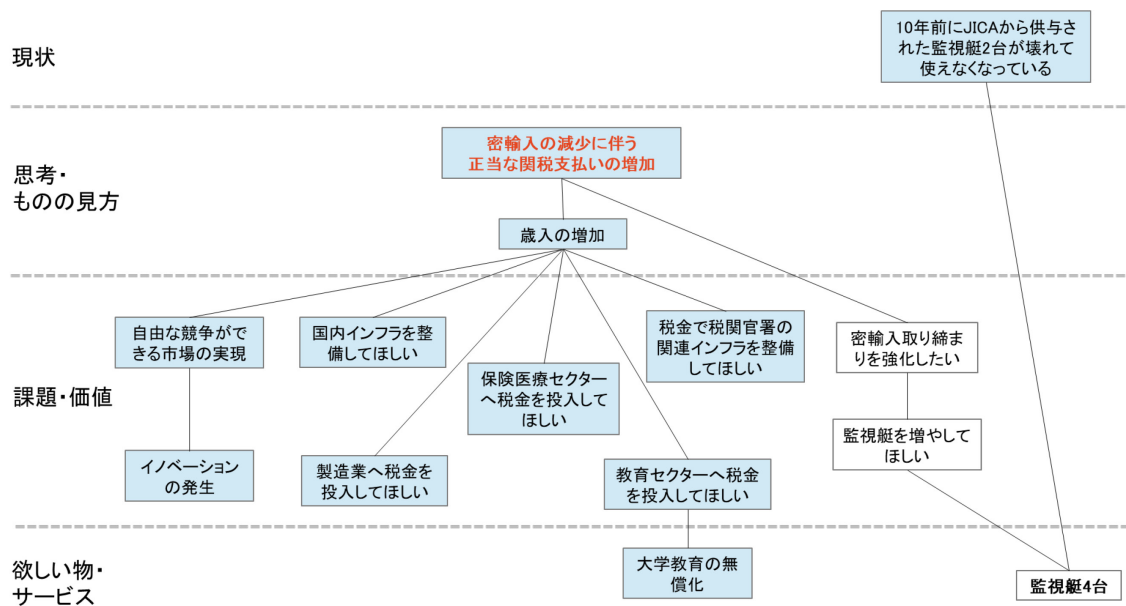 現状
10年前にJICAから供与さ
れた監視艇2台が壊れて
使えなくなっている
思考・
ものの見方
密輸入の減少に伴う
正当な関税支払いの増加
歳入の増加
課題・価値
自由な競争がで
きる市場の実現
国内インフラを整
備してほしい
保険医療セクター
へ税金を投入して
ほしい
税金で税関官署の
関連インフラを整備
してほしい
密輸入取り締ま
りを強化したい
イノベーション
の発生
製造業へ税金を
投入してほしい
教育セクターへ税金
を投入してほしい
監視艇を増やして
ほしい
欲しい物・
サービス
大学教育の無
償化
監視艇4台